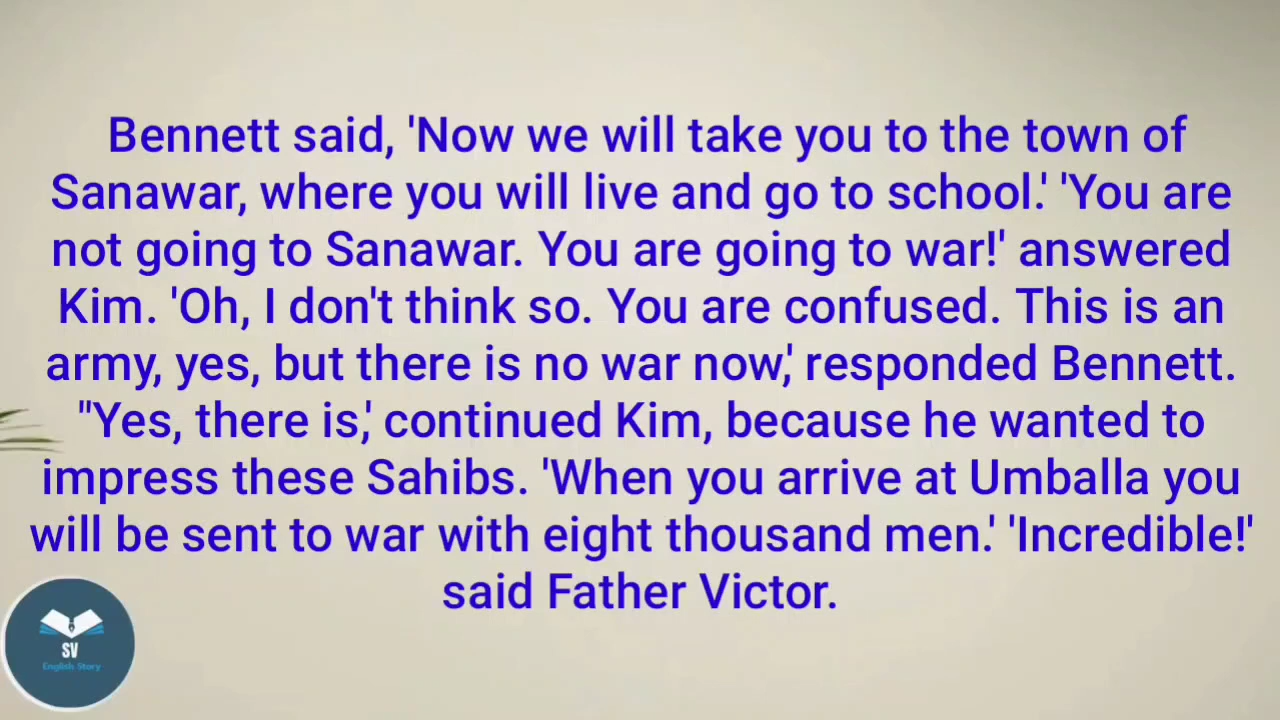 Bennett said, 'Now we will take you to the town of
Sanawar, where you will live and go to school.' 'You are
not going to Sanawar. You are going to war!' answered
Kim. 'Oh, I don't think so. You are confused. This is an
army, yes, but there is no war now,' responded Bennett.
"Yes, there is,' continued Kim, because he wanted to
impress these Sahibs. 'When you arrive at Umballa you
will be sent to war with eight thousand men.' 'Incredible!'
said Father Victor.
SV
English Story